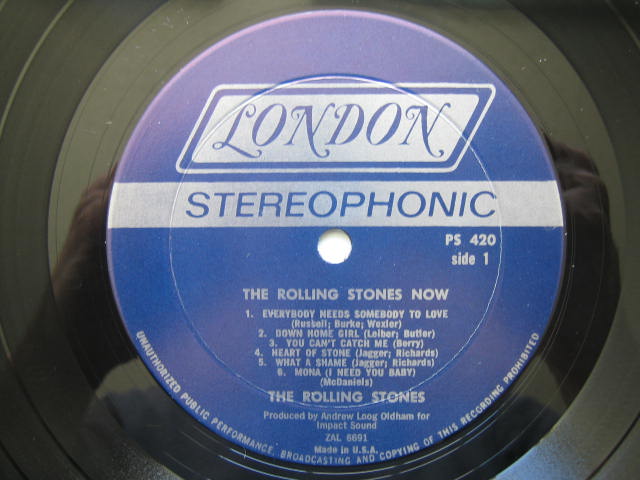 LONDON
STEREOPHONIC
PS 420
side 1
THE ROLLING STONES NOW
1. EVERYBODY NEEDS SOMEBODY TO LOVE
(Russell; Burke; Wexler)
2. DOWN HOME GIRL (Leiber; Butler)
3. YOU CAN'T CATCH ME (Berry)
4. HEART OF STONE (Jagger; Richards)
5. WHAT A SHAME (Jagger; Richards)
6. MONA (I NEED YOU BABY)
(McDaniels)
THE ROLLING STONES
Produced by Andrew Loog Oldham for
Impact Sound
ZAL 6691
Made in U.S.A.
UNAUTHORIZED PUBLIC PERFORMANCE, BROADCASTING AND COPYING OF THIS RECORDING PROHIBITED